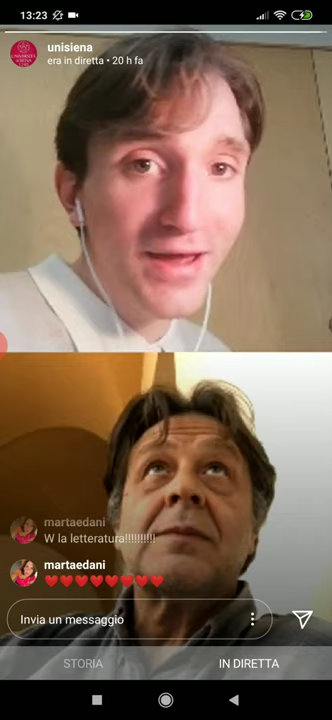 13:23
unisiena
era in diretta • 20 h fa
martaedani
W la letteratura!!!!!!!!!!
martaedani
❤️❤️❤️❤️❤️❤️❤️❤️
Invia un messaggio
STORIA
IN DIRETTA